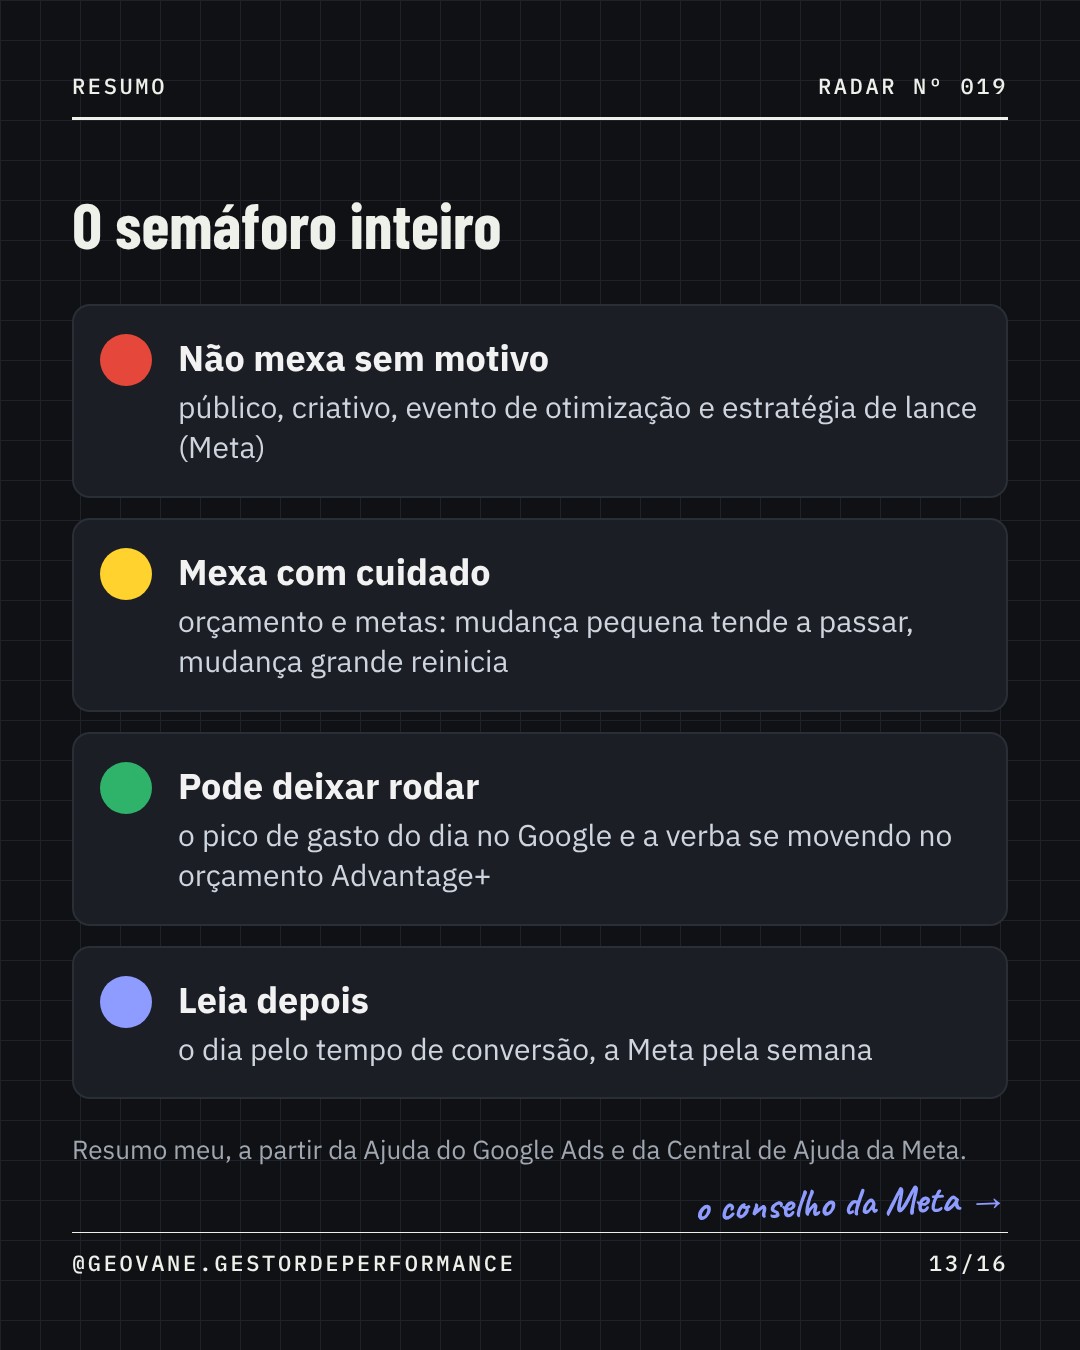 RESUMO
RADAR Nº 019
O semáforo inteiro
Não mexa sem motivo
público, criativo, evento de otimização e estratégia de lance
(Meta)
Mexa com cuidado
orçamento e metas: mudança pequena tende a passar,
mudança grande reinicia
Pode deixar rodar
o pico de gasto do dia no Google e a verba se movendo no
orçamento Advantage+
Leia depois
o dia pelo tempo de conversão, a Meta pela semana
Resumo meu, a partir da Ajuda do Google Ads e da Central de Ajuda da Meta.
o conselho da Meta →
@GEOVANE.GESTORDEPERFORMANCE
13/16